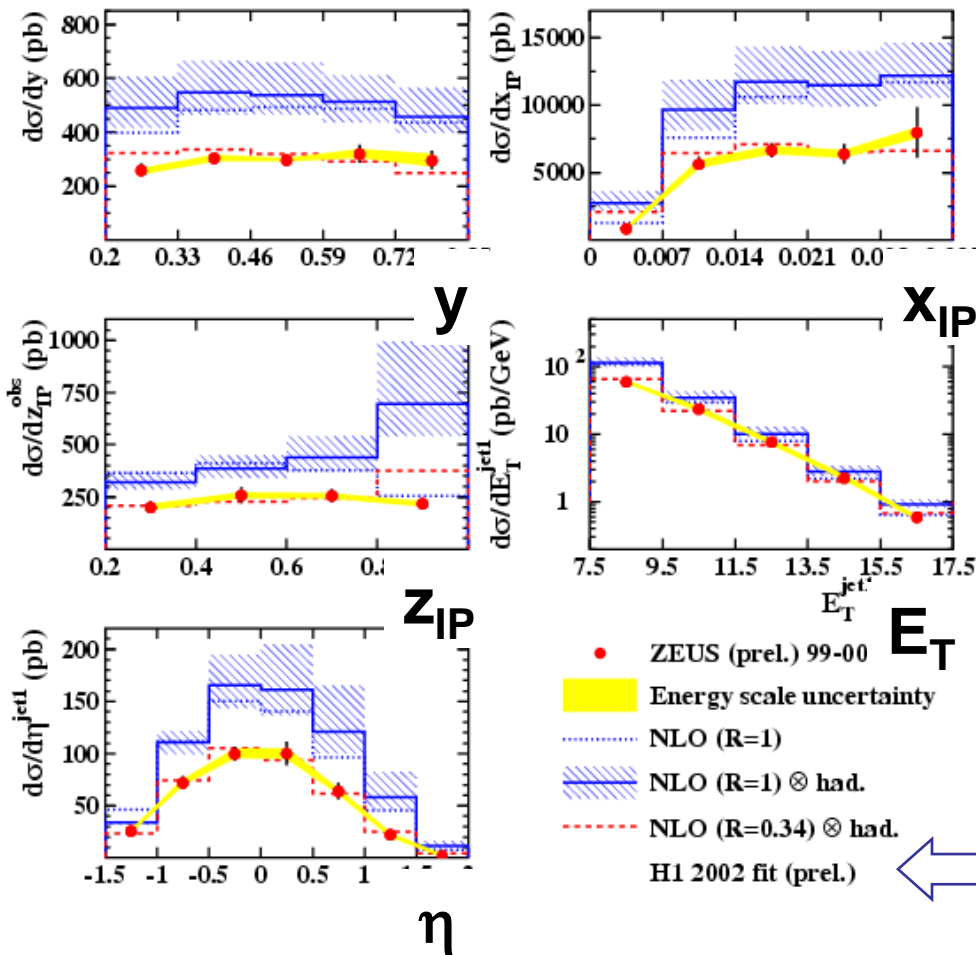 dσ/dy (pb)
800
600
400
200
0.2 0.33 0.46 0.59 0.72
y
dσ/dx_IP (pb)
15000
10000
5000
0 0.007 0.014 0.021
x_IP
dσ/dz_IP^obs (pb)
1000
750
500
250
0.2 0.4 0.6
z_IP
dσ/dE_T^jet1 (pb/GeV)
10^2
10
1
7.5 9.5 11.5 13.5 15.5 17.5
E_T^jet
E_T
dσ/dη^jet1 (pb)
200
150
100
50
-1.5 -1 -0.5 0 0.5 1 1.5
η
ZEUS (prel.) 99-00
Energy scale uncertainty
NLO (R=1)
NLO (R=1) ⊗ had.
NLO (R=0.34) ⊗ had.
H1 2002 fit (prel.)